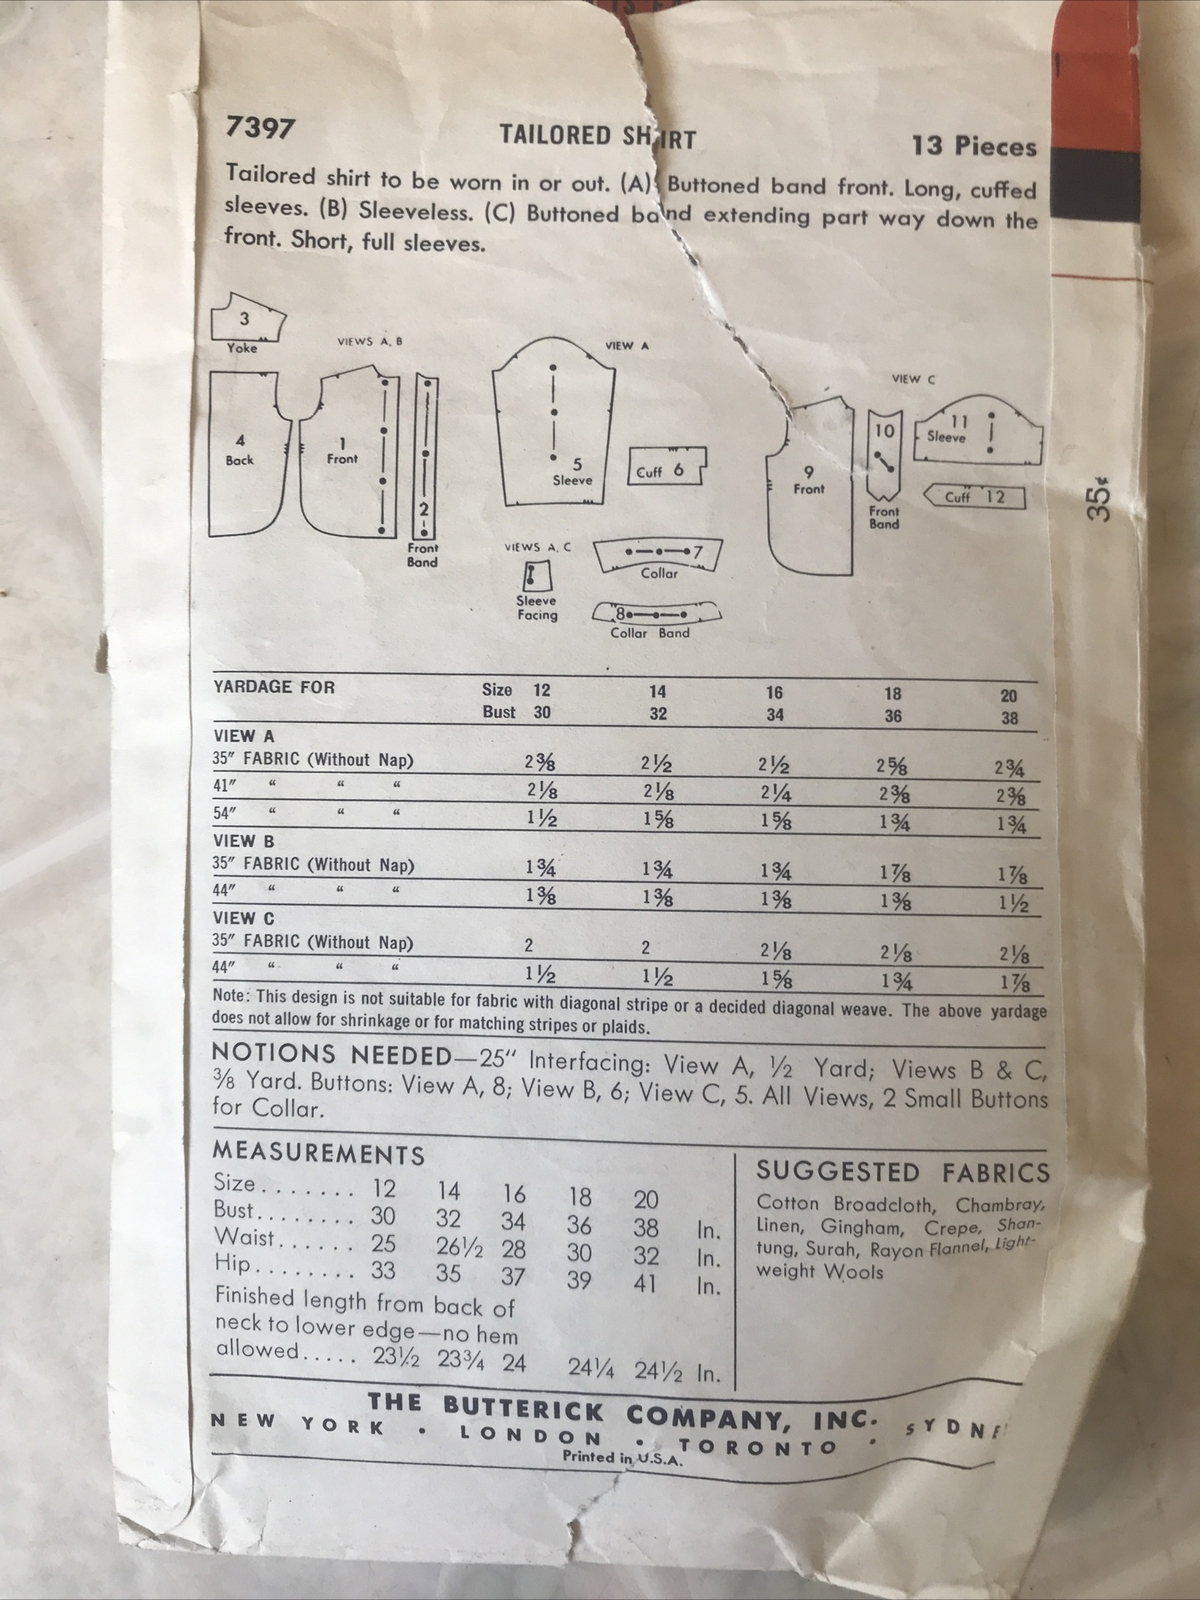 7397 TAILORED SHIRT 13 Pieces
Tailored shirt to be worn in or out. (A) Buttoned band front. Long, cuffed
sleeves. (B) Sleeveless. (C) Buttoned band extending part way down the
front. Short, full sleeves.
3
Yoke
VIEWS A, B
4
Back
1
Front
2
Front
Band
VIEW A
5
Sleeve
Cuff 6
VIEWS A, C
Sleeve
Facing
7
Collar
8
Collar Band
VIEW C
9
Front
10
Front
Band
11
Sleeve
Cuff 12
35¢
YARDAGE FOR Size 12 14 16 18 20
Bust 30 32 34 36 38
VIEW A
35" FABRIC (Without Nap) 2⅜ 2½ 2½ 2⅝ 2¾
41" “ “ “ 2⅛ 2⅛ 2¼ 2⅜ 2⅜
54" “ “ “ 1½ 1⅝ 1⅝ 1¾ 1¾
VIEW B
35" FABRIC (Without Nap) 1¾ 1¾ 1¾ 1⅞ 1⅞
44" “ “ “ 1⅜ 1⅜ 1⅜ 1⅜ 1½
VIEW C
35" FABRIC (Without Nap) 2 2 2⅛ 2⅛ 2⅛
44" “ “ “ 1½ 1½ 1⅝ 1¾ 1⅞
Note: This design is not suitable for fabric with diagonal stripe or a decided diagonal weave. The above yardage
does not allow for shrinkage or for matching stripes or plaids.
NOTIONS NEEDED—25" Interfacing: View A, ½ Yard; Views B & C,
⅜ Yard. Buttons: View A, 8; View B, 6; View C, 5. All Views, 2 Small Buttons
for Collar.
MEASUREMENTS
Size....... 12 14 16 18 20
Bust........ 30 32 34 36 38 In.
Waist...... 25 26½ 28 30 32 In.
Hip........ 33 35 37 39 41 In.
Finished length from back of
neck to lower edge—no hem
allowed..... 23½ 23¾ 24 24¼ 24½ In.
SUGGESTED FABRICS
Cotton Broadcloth, Chambray,
Linen, Gingham, Crepe, Shan-
tung, Surah, Rayon Flannel, Light-
weight Wools
THE BUTTERICK COMPANY, INC.
NEW YORK • LONDON • TORONTO • SYDNE
Printed in U.S.A.